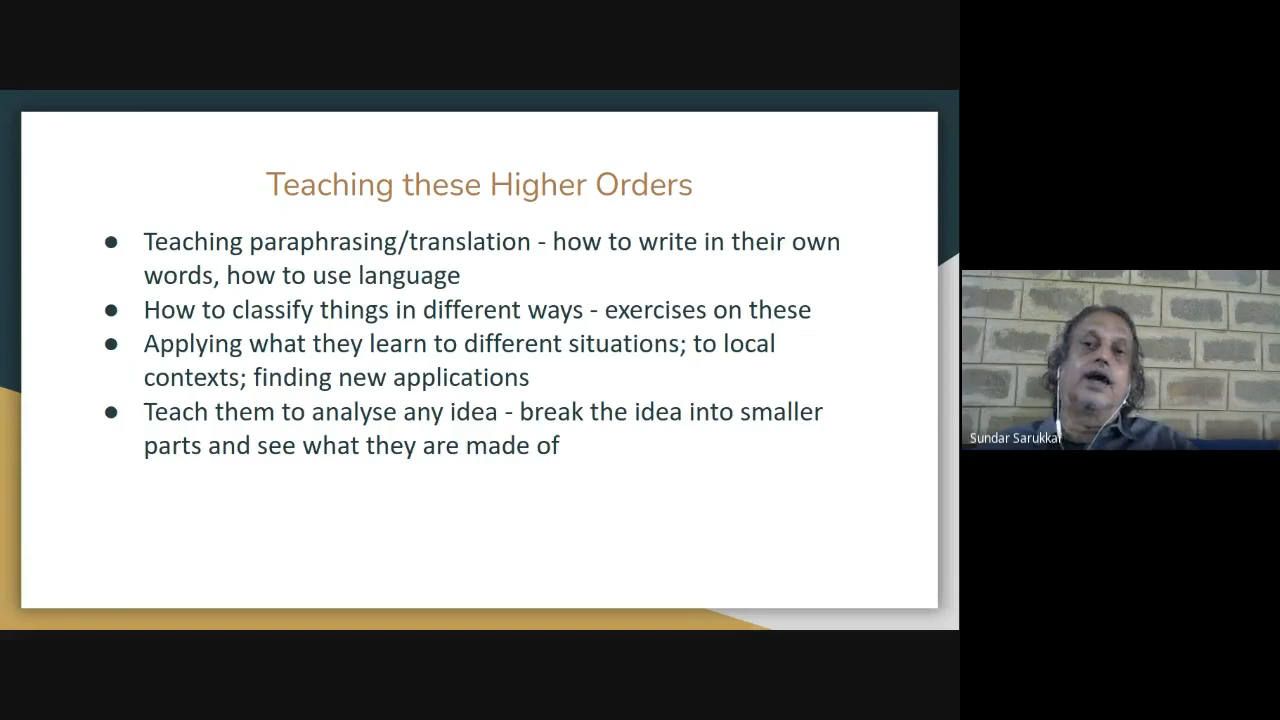 Teaching these Higher Orders
● Teaching paraphrasing/translation - how to write in their own
words, how to use language
● How to classify things in different ways - exercises on these
● Applying what they learn to different situations; to local
contexts; finding new applications
● Teach them to analyse any idea - break the idea into smaller
parts and see what they are made of
Sundar Sarukkai